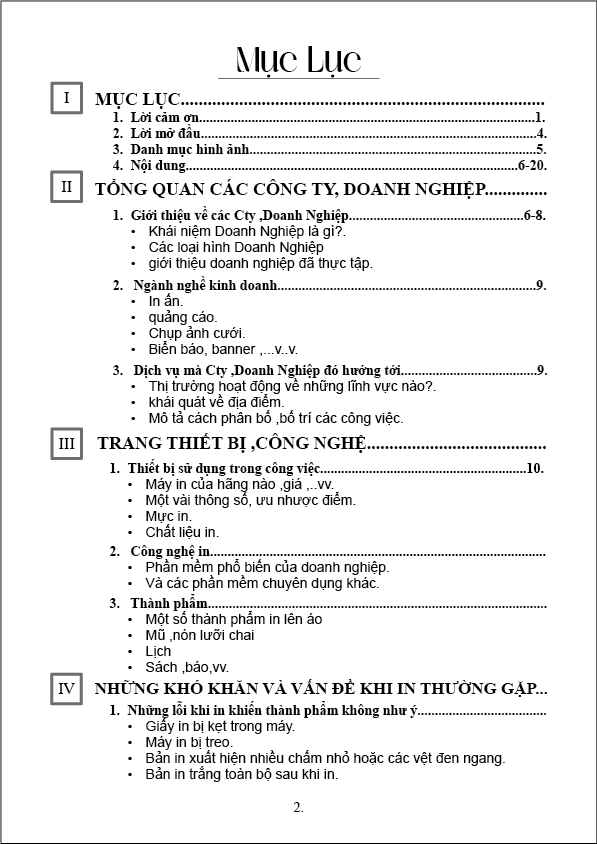 Mục Lục
I MỤC LỤC................................................................................
1. Lời cảm ơn................................................................................................1.
2. Lời mở đầu................................................................................................4.
3. Danh mục hình ảnh..................................................................................5.
4. Nội dung...............................................................................................6-20.
II TỔNG QUAN CÁC CÔNG TY, DOANH NGHIỆP..............
1. Giới thiệu về các Cty ,Doanh Nghiệp..................................................6-8.
• Khái niệm Doanh Nghiệp là gì?.
• Các loại hình Doanh Nghiệp
• giới thiệu doanh nghiệp đã thực tập.
2. Ngành nghề kinh doanh..........................................................................9.
• In ấn.
• quảng cáo.
• Chụp ảnh cưới.
• Biển báo, banner ,...v..v.
3. Dịch vụ mà Cty ,Doanh Nghiệp đó hướng tới.......................................9.
• Thị trường hoạt động về những lĩnh vực nào?.
• khái quát về địa điểm.
• Mô tả cách phân bố ,bố trí các công việc.
III TRANG THIẾT BỊ ,CÔNG NGHỆ.......................................
1. Thiết bị sử dụng trong công việc...........................................................10.
• Máy in của hãng nào ,giá ,..vv.
• Một vài thông số, ưu nhược điểm.
• Mực in.
• Chất liệu in.
2. Công nghệ in...............................................................................................
• Phần mềm phổ biến của doanh nghiệp.
• Và các phần mềm chuyên dụng khác.
3. Thành phẩm................................................................................................
• Một số thành phẩm in lên áo
• Mũ ,nón lưỡi chai
• Lịch
• Sách ,báo,vv.
IV NHỮNG KHÓ KHĂN VÀ VẤN ĐỀ KHI IN THƯỜNG GẶP...
1. Những lỗi khi in khiến thành phẩm không như ý.....................................
• Giấy in bị kẹt trong máy.
• Máy in bị treo.
• Bản in xuất hiện nhiều chấm nhỏ hoặc các vệt đen ngang.
• Bản in trắng toàn bộ sau khi in.
2.